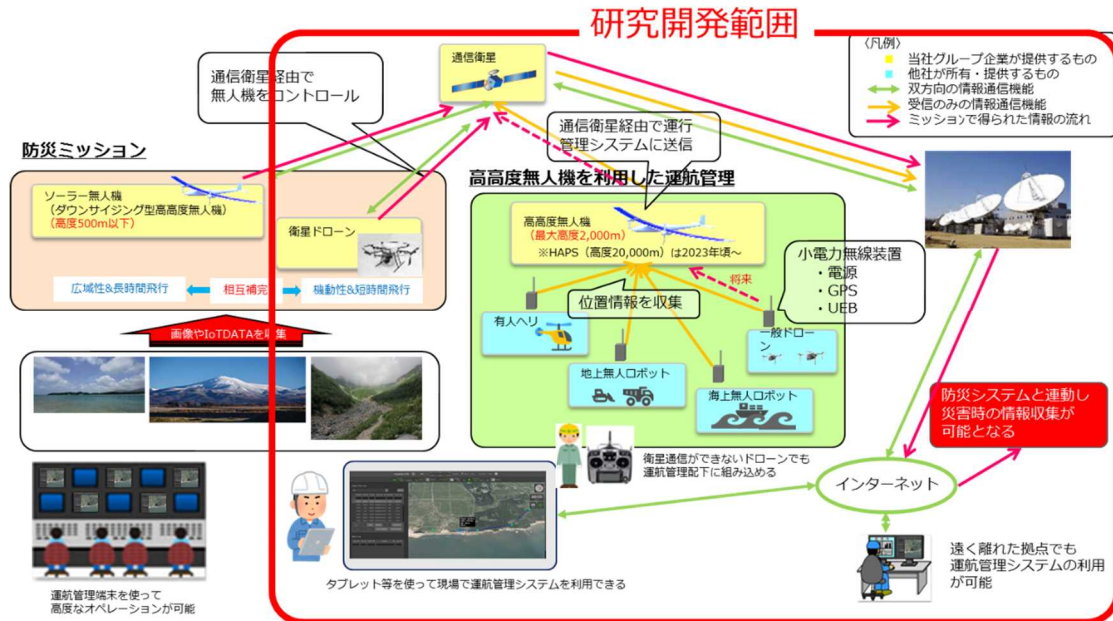 研究開発範囲
〈凡例〉
当社グループ企業が提供するもの
他社が所有・提供するもの
双方向の情報通信機能
受信のみの情報通信機能
ミッションで得られた情報の流れ
通信衛星
通信衛星経由で
無人機をコントロール
通信衛星経由で運行
管理システムに送信
防災ミッション
ソーラー無人機
（ダウンサイジング型高高度無人機）
（高度500m以下）
衛星ドローン
広域性&長時間飛行
相互補完
機動性&短時間飛行
画像やIoTDATAを収集
高高度無人機を利用した運航管理
高高度無人機
（最大高度2,000m）
※HAPS（高度20,000m）は2023年頃～
小電力無線装置
・電源
・GPS
・UEB
将来
位置情報を収集
有人ヘリ
一般ドロー
ン
地上無人ロボット
海上無人ロボット
衛星通信ができないドローンでも
運航管理配下に組み込める
防災システムと連動し
災害時の情報収集が
可能となる
インターネット
遠く離れた拠点でも
運航管理システムの利用
が可能
タブレット等を使って現場で運航管理システムを利用できる
運航管理端末を使って
高度なオペレーションが可能